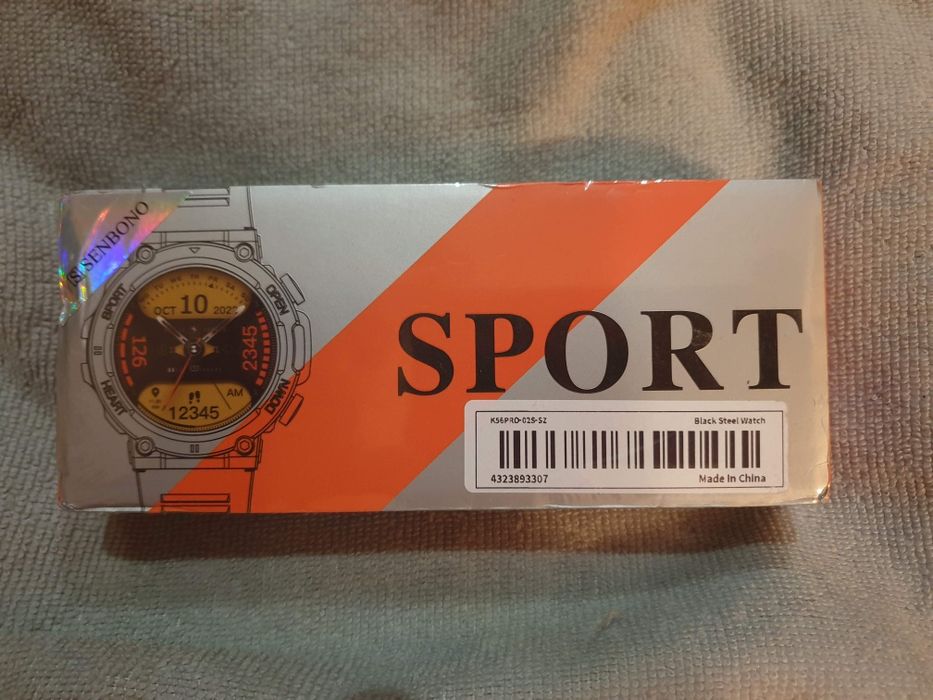 SENBONO
SPORT
OPEN
OCT 10 2022
126
2345
HEART
DOWN
AM
12345
SPORT
K56PRO-02S-SZ
Black Steel Watch
4323893307
Made In China